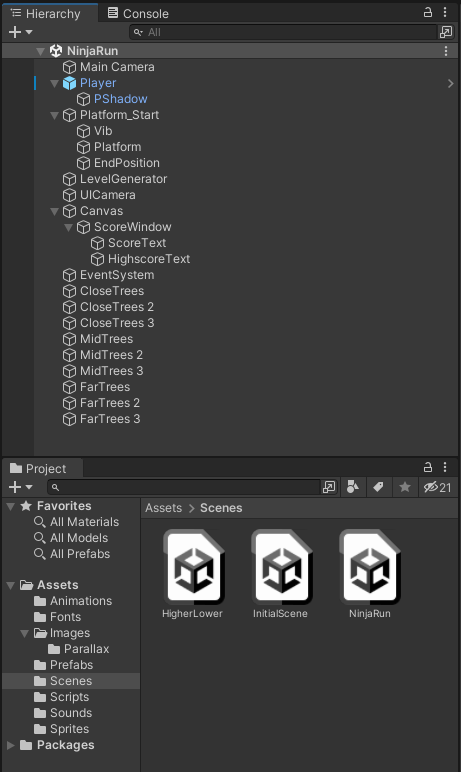 Hierarchy Console
All
NinjaRun
Main Camera
Player
PShadow
Platform_Start
Vib
Platform
EndPosition
LevelGenerator
UICamera
Canvas
ScoreWindow
ScoreText
HighscoreText
EventSystem
CloseTrees
CloseTrees 2
CloseTrees 3
MidTrees
MidTrees 2
MidTrees 3
FarTrees
FarTrees 2
FarTrees 3
Project
21
Favorites
All Materials
All Models
All Prefabs
Assets
Animations
Fonts
Images
Parallax
Prefabs
Scenes
Scripts
Sounds
Sprites
Packages
Assets > Scenes
HigherLower InitialScene NinjaRun